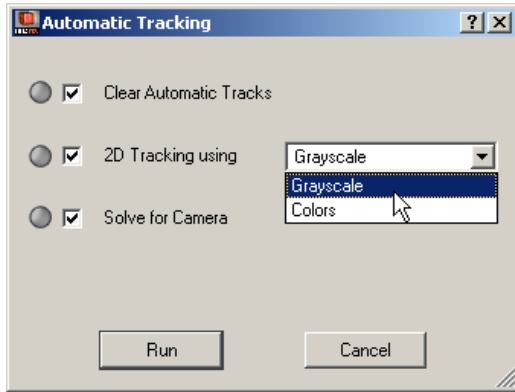 Automatic Tracking
Clear Automatic Tracks
2D Tracking using
Grayscale
Grayscale
Colors
Solve for Camera
Run
Cancel